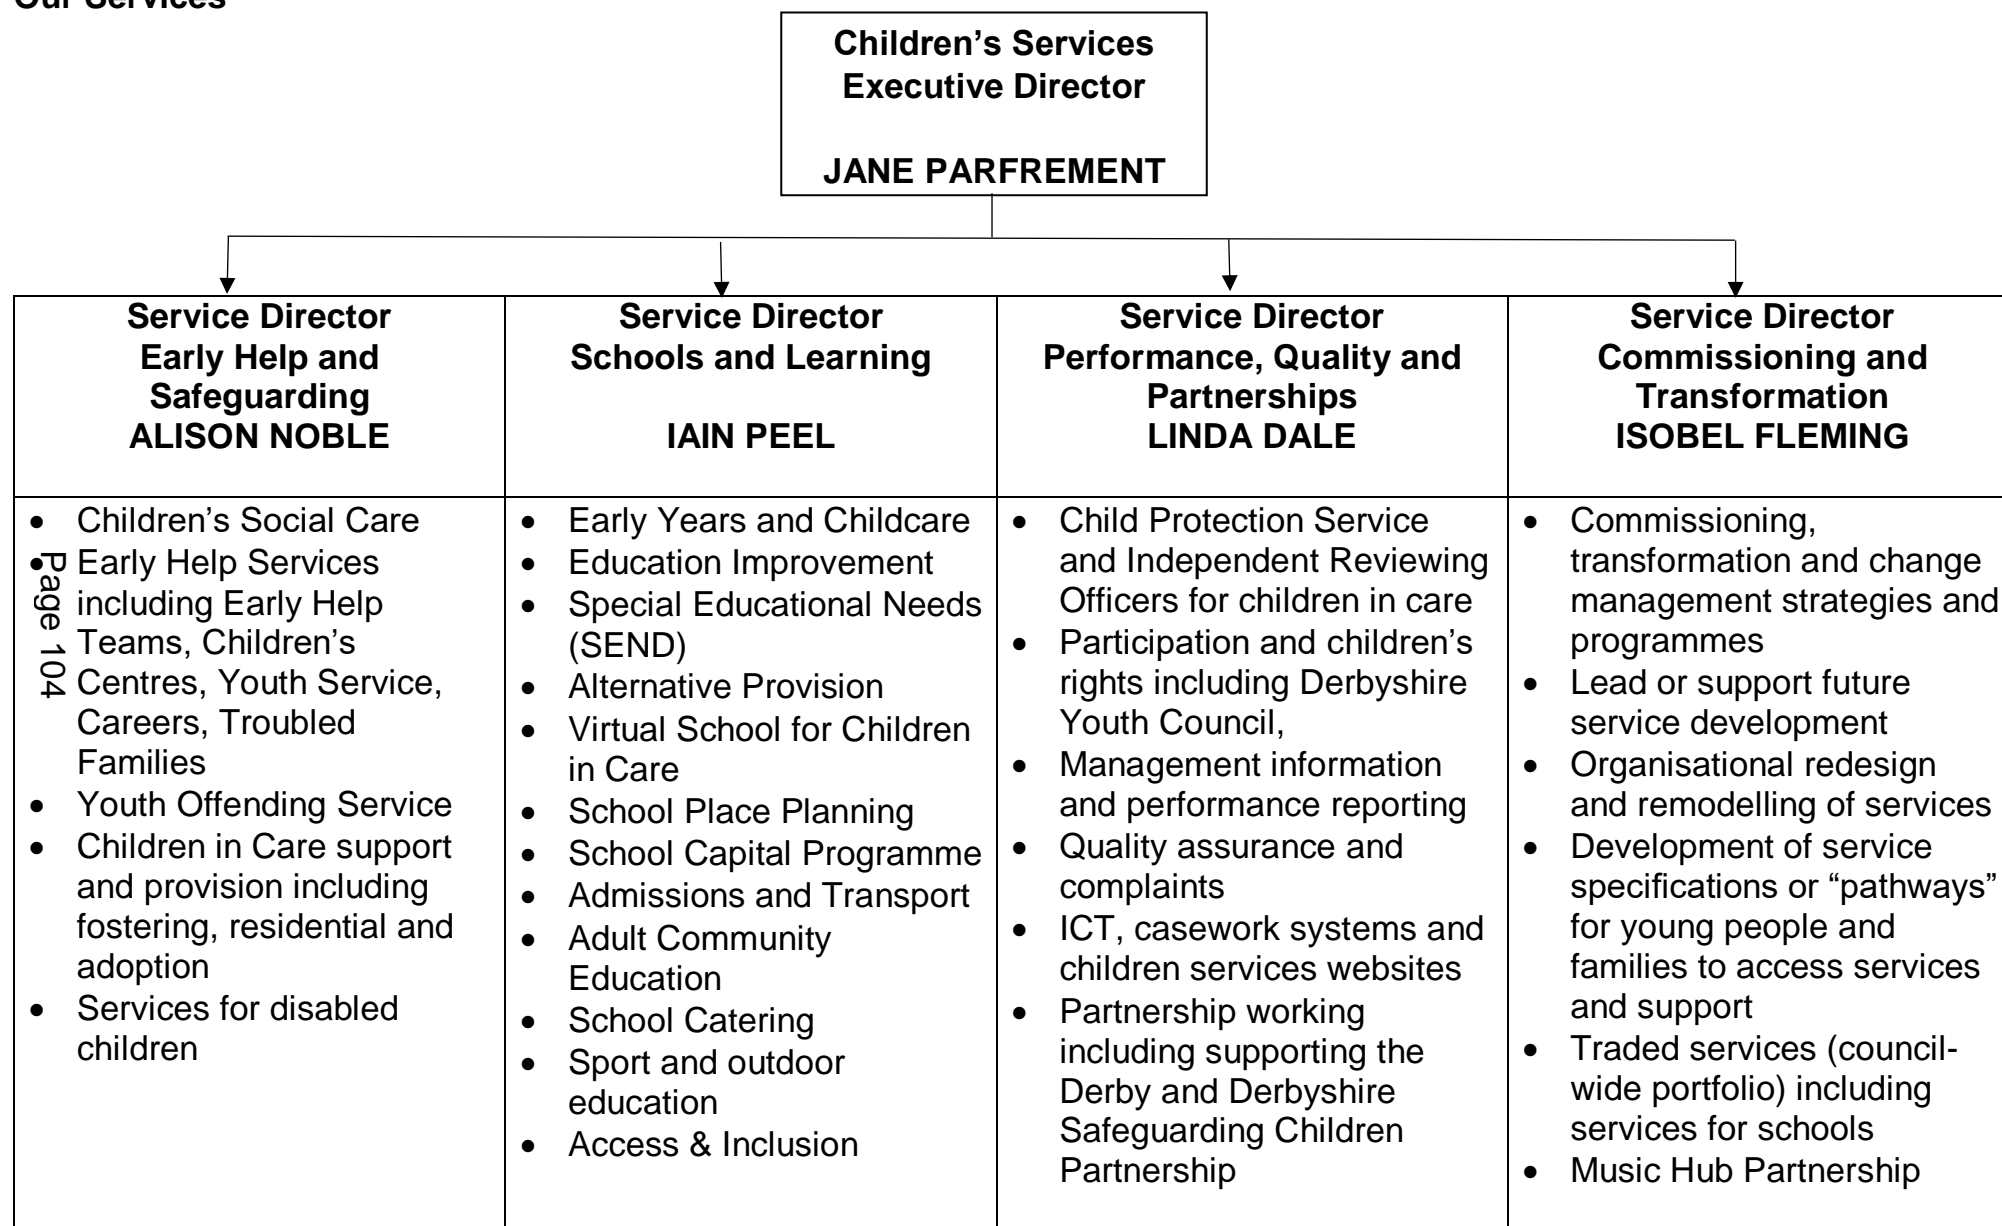 Our Services
Children’s Services
Executive Director
JANE PARFREMENT
Service Director
Early Help and
Safeguarding
ALISON NOBLE
Service Director
Schools and Learning
IAIN PEEL
Service Director
Performance, Quality and
Partnerships
LINDA DALE
Service Director
Commissioning and
Transformation
ISOBEL FLEMING
• Children’s Social Care
• Early Help Services
including Early Help
Teams, Children’s
Centres, Youth Service,
Careers, Troubled
Families
• Youth Offending Service
• Children in Care support
and provision including
fostering, residential and
adoption
• Services for disabled
children
Page 104
• Early Years and Childcare
• Education Improvement
• Special Educational Needs
(SEND)
• Alternative Provision
• Virtual School for Children
in Care
• School Place Planning
• School Capital Programme
• Admissions and Transport
• Adult Community
Education
• School Catering
• Sport and outdoor
education
• Access & Inclusion
• Child Protection Service
and Independent Reviewing
Officers for children in care
• Participation and children’s
rights including Derbyshire
Youth Council,
• Management information
and performance reporting
• Quality assurance and
complaints
• ICT, casework systems and
children services websites
• Partnership working
including supporting the
Derby and Derbyshire
Safeguarding Children
Partnership
• Commissioning,
transformation and change
management strategies and
programmes
• Lead or support future
service development
• Organisational redesign
and remodelling of services
• Development of service
specifications or “pathways”
for young people and
families to access services
and support
• Traded services (council-
wide portfolio) including
services for schools
• Music Hub Partnership